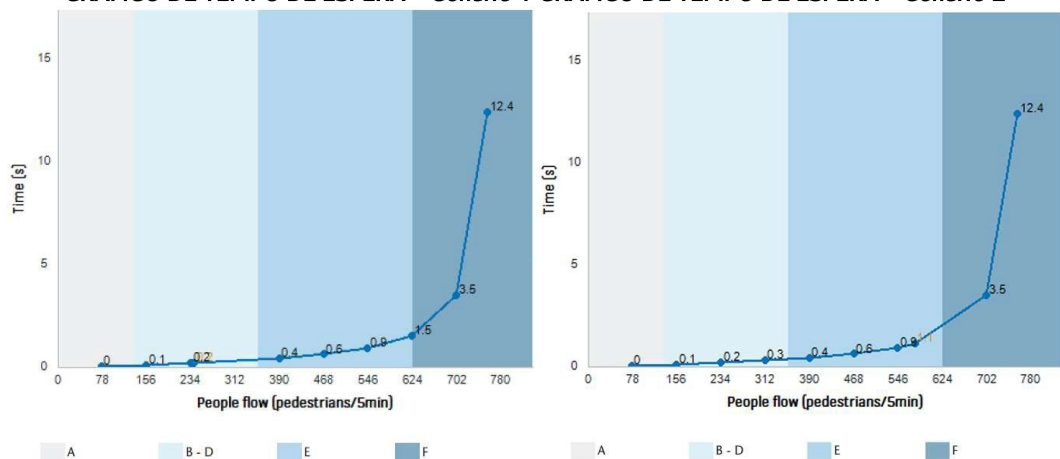 15
10
5
0
Time (s)
0 0.1 0.2 0.4 0.6 0.9 1.5 3.5 12.4
0 78 156 234 312 390 468 546 624 702 780
People flow (pedestrians/5min)
A B - D E F
15
10
5
0
Time (s)
0 0.1 0.2 0.3 0.4 0.6 0.9 1.1 3.5 12.4
0 78 156 234 312 390 468 546 624 702 780
People flow (pedestrians/5min)
A B - D E F